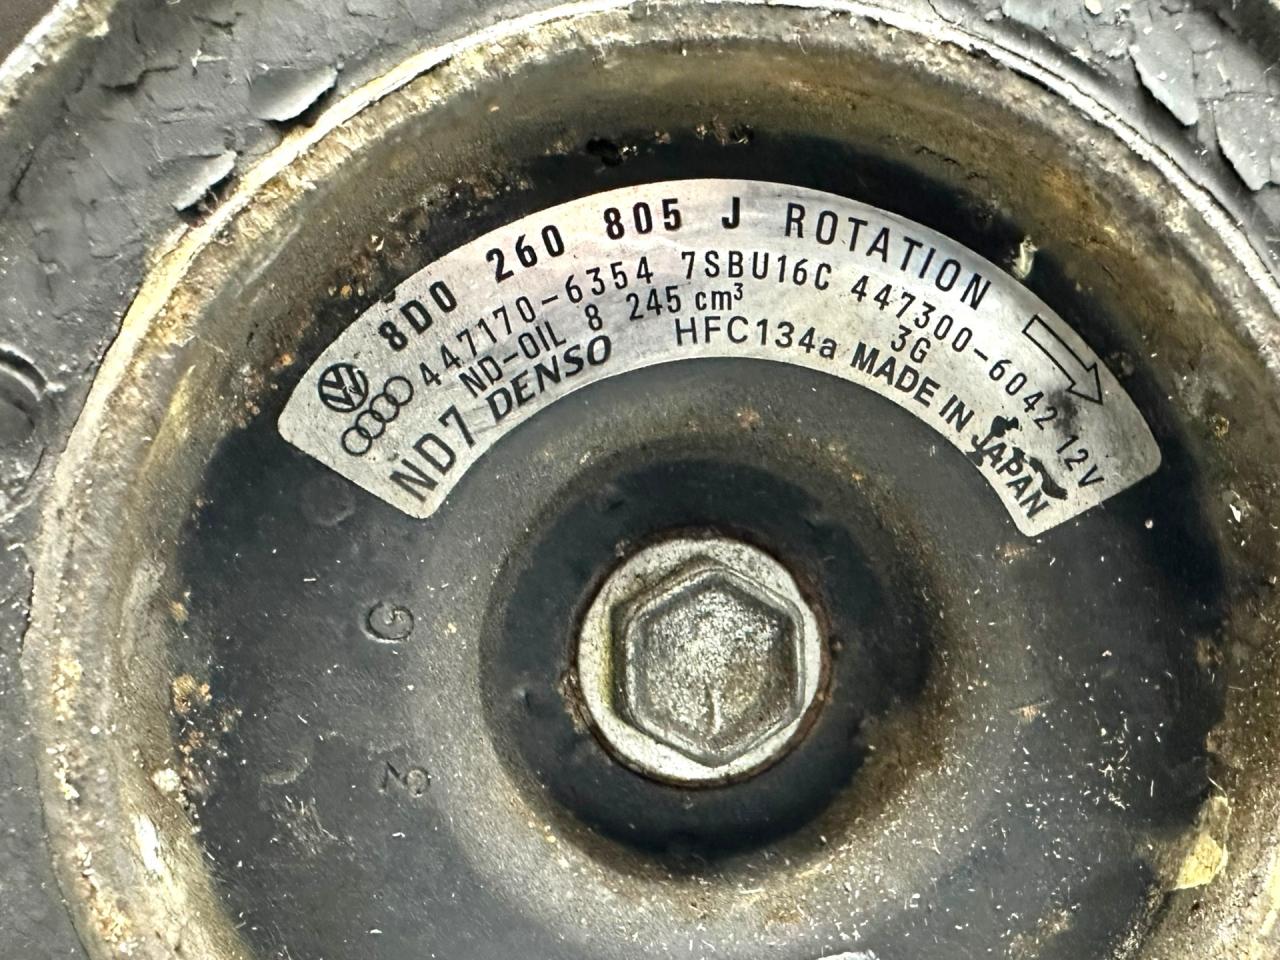 8D0 260 805 J ROTATION
447170-6354 7SBU16C 447300-6042 12V
ND-OIL 8 245 cm³ 3G
ND7 DENSO HFC134a MADE IN JAPAN
G
3